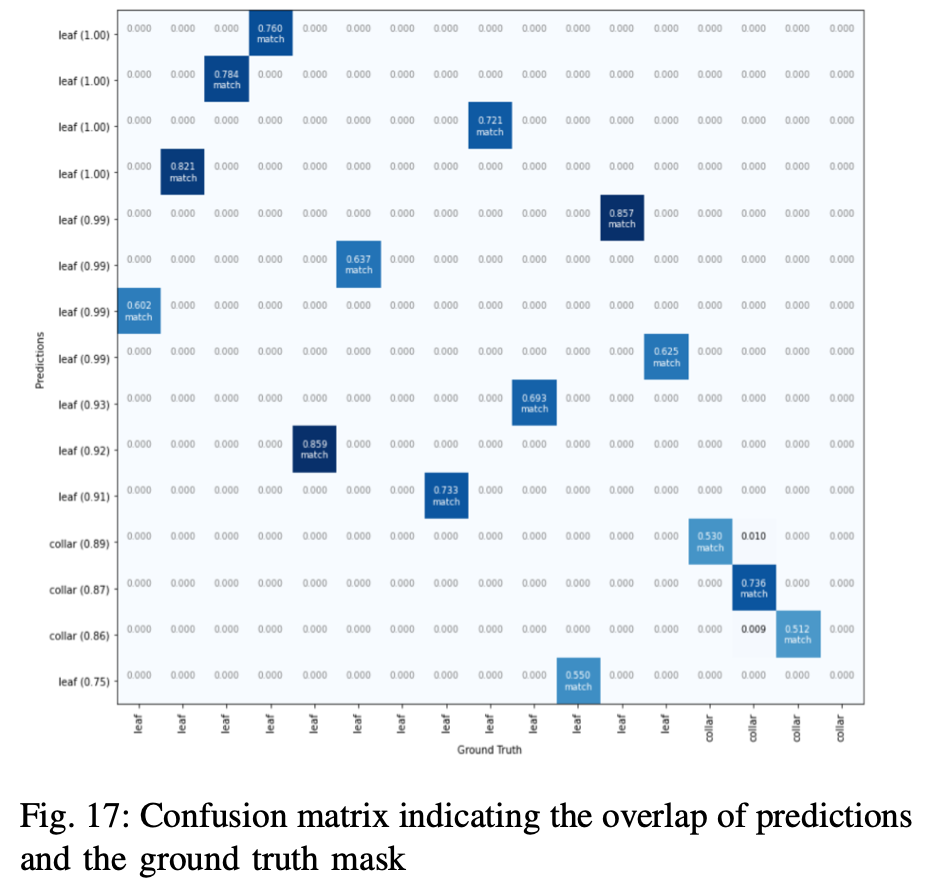 leaf (1.00) 0.000 0.000 0.000 0.760 0.000 0.000 0.000 0.000 0.000 0.000 0.000 0.000 0.000 0.000 0.000 0.000 0.000
match
leaf (1.00) 0.000 0.000 0.784 0.000 0.000 0.000 0.000 0.000 0.000 0.000 0.000 0.000 0.000 0.000 0.000 0.000 0.000
match
leaf (1.00) 0.000 0.000 0.000 0.000 0.000 0.000 0.000 0.000 0.721 0.000 0.000 0.000 0.000 0.000 0.000 0.000 0.000
match
leaf (1.00) 0.000 0.821 0.000 0.000 0.000 0.000 0.000 0.000 0.000 0.000 0.000 0.000 0.000 0.000 0.000 0.000 0.000
match
leaf (0.99) 0.000 0.000 0.000 0.000 0.000 0.000 0.000 0.000 0.000 0.000 0.000 0.857 0.000 0.000 0.000 0.000 0.000
match
leaf (0.99) 0.000 0.000 0.000 0.000 0.000 0.637 0.000 0.000 0.000 0.000 0.000 0.000 0.000 0.000 0.000 0.000 0.000
match
leaf (0.99) 0.602 0.000 0.000 0.000 0.000 0.000 0.000 0.000 0.000 0.000 0.000 0.000 0.000 0.000 0.000 0.000 0.000
match
leaf (0.99) 0.000 0.000 0.000 0.000 0.000 0.000 0.000 0.000 0.000 0.000 0.000 0.000 0.625 0.000 0.000 0.000 0.000
match
leaf (0.93) 0.000 0.000 0.000 0.000 0.000 0.000 0.000 0.000 0.000 0.693 0.000 0.000 0.000 0.000 0.000 0.000 0.000
match
leaf (0.92) 0.000 0.000 0.000 0.000 0.859 0.000 0.000 0.000 0.000 0.000 0.000 0.000 0.000 0.000 0.000 0.000 0.000
match
leaf (0.91) 0.000 0.000 0.000 0.000 0.000 0.000 0.000 0.733 0.000 0.000 0.000 0.000 0.000 0.000 0.000 0.000 0.000
match
collar (0.89) 0.000 0.000 0.000 0.000 0.000 0.000 0.000 0.000 0.000 0.000 0.000 0.000 0.000 0.530 0.010 0.000 0.000
match
collar (0.87) 0.000 0.000 0.000 0.000 0.000 0.000 0.000 0.000 0.000 0.000 0.000 0.000 0.000 0.000 0.736 0.000 0.000
match
collar (0.86) 0.000 0.000 0.000 0.000 0.000 0.000 0.000 0.000 0.000 0.000 0.000 0.000 0.000 0.000 0.009 0.512 0.000
match
leaf (0.75) 0.000 0.000 0.000 0.000 0.000 0.000 0.000 0.000 0.000 0.000 0.550 0.000 0.000 0.000 0.000 0.000 0.000
match
Predictions
leaf leaf leaf leaf leaf leaf leaf leaf leaf leaf leaf leaf leaf collar collar collar collar
Ground Truth
Fig. 17: Confusion matrix indicating the overlap of predictions
and the ground truth mask